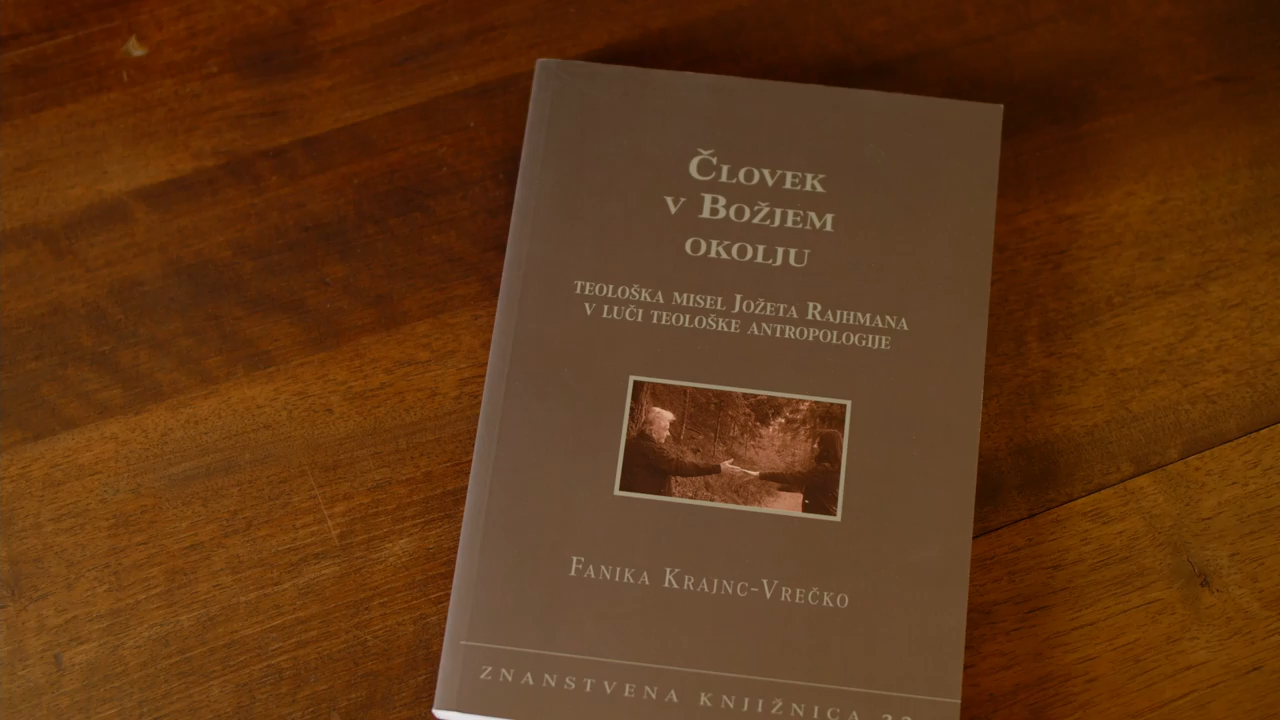 Človek
v Božjem
okolju
teološka misel Jožeta Rajhmana
v luči teološke antropologije
Fanika Krajnc-Vrečko
ZNANSTVENA KNJIŽNICA